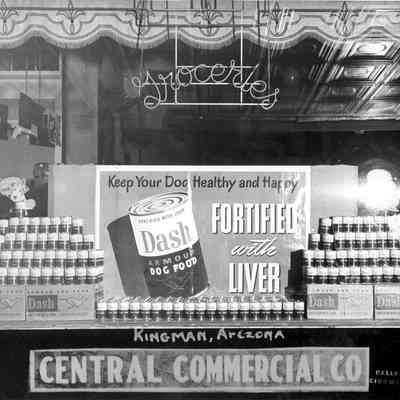 Groceries
Keep Your Dog Healthy and Happy
FORTIFIED
with
LIVER
Dash
ARMOUR
DOG FOOD
Dash
Dash
KINGMAN, ArIZONA
CENTRAL COMMERCIAL CO